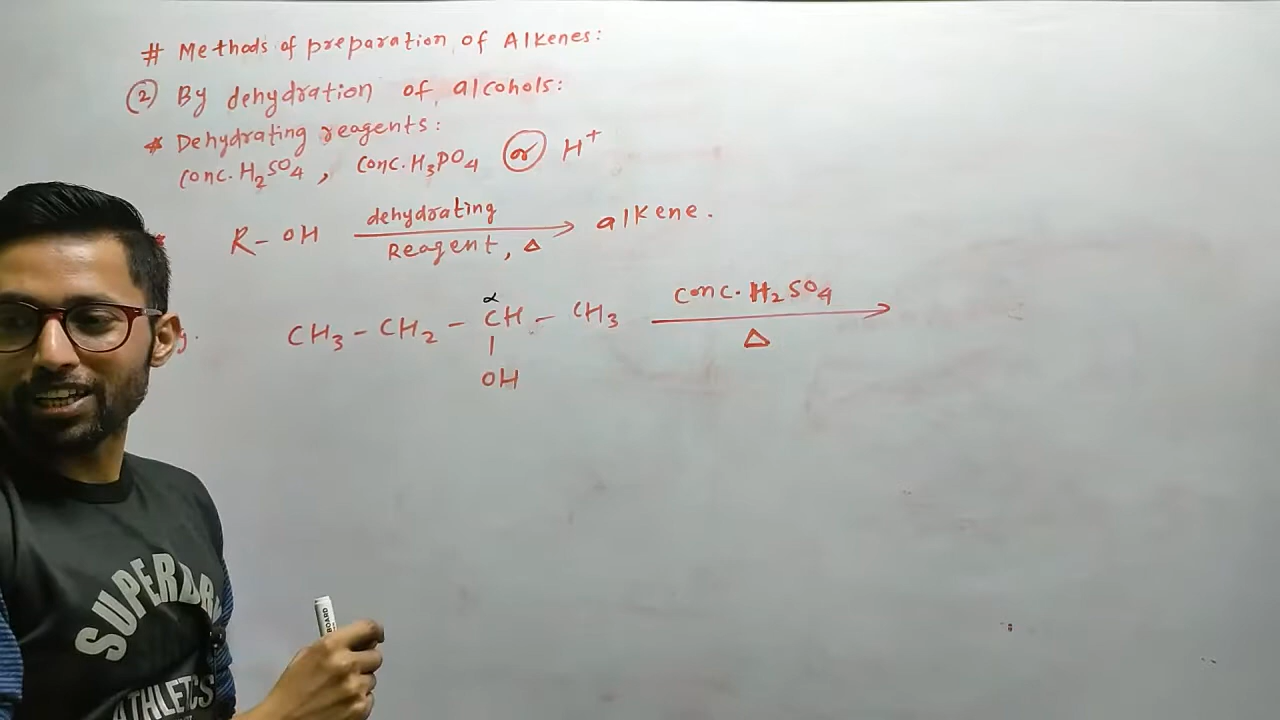 # Methods of preparation of Alkenes:
(2) By dehydration of alcohols:
* Dehydrating reagents:
Conc. H2SO4, Conc. H3PO4 (or) H+
R-OH dehydrating Reagent, Δ → alkene.
α
CH3-CH2-CH-CH3 Conc. H2SO4 Δ →
|
OH
ATHLETICS
BOARD